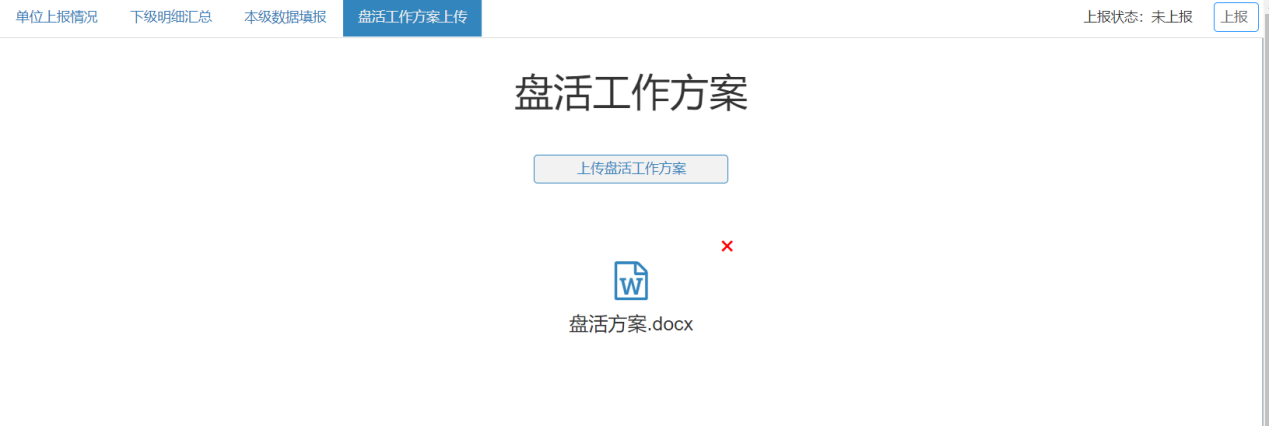 单位上报情况 下级明细汇总 本级数据填报 盘活工作方案上传 上报状态：未上报 上报
盘活工作方案
上传盘活工作方案
W
盘活方案.docx